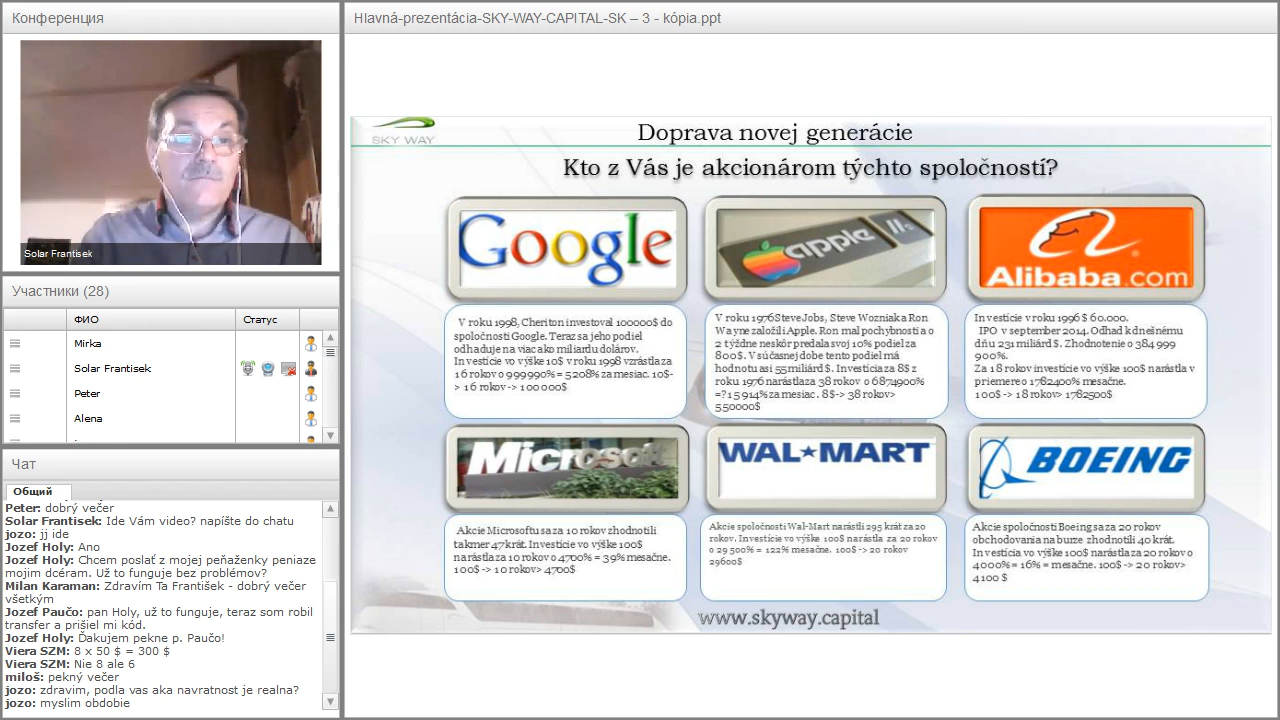 Конференция
Solar Frantisek
Участники (28)
ФИО
Статус
Mirka
Solar Frantisek
Peter
Alena
Чат
Общий
Peter: dobrý večer
Solar Frantisek: Ide Vám video? napíšte do chatu
jozo: jj ide
Jozef Holy: Ano
Jozef Holy: Chcem poslať z mojej peňaženky peniaze
mojim dcéram. Už to funguje bez problémov?
Milan Karaman: Zdravím Ta František - dobrý večer
všetkým
Jozef Paučo: pan Holy, už to funguje, teraz som robil
transfer a prišiel mi kód.
Jozef Holy: Ďakujem pekne p. Paučo!
Viera SZM: 8 x 50 $ = 300 $
Viera SZM: Nie 8 ale 6
miloš: pekný večer
jozo: zdravim, podla vas aka navratnost je realna?
jozo: myslim obdobie
Hlavná-prezentácia-SKY-WAY-CAPITAL-SK – 3 - kópia.ppt
SKY WAY
Doprava novej generácie
Kto z Vás je akcionárom týchto spoločností?
Google
V roku 1998, Cheriton investoval 100000$ do
spoločnosti Google. Teraz sa jeho podiel
odhaduje na viac ako miliardu dolárov.
Investície vo výške 10$ v roku 1998 vzrástla za
16 rokov o 999990% = 5208% za mesiac. 10$-
> 16 rokov -> 100 000$
apple
V roku 1976 Steve Jobs, Steve Wozniak a Ron
Wayne založili Apple. Ron mal pochybnosti a o
2 týždne neskôr predal a svoj 10% podiel za
800$. V súčasnej dobe tento podiel má
hodnotu asi 55 miliárd $. Investícia za 8$ z
roku 1976 narástla za 38 rokov o 6874900%
=?15 914% za mesiac. 8$-> 38 rokov>
550000$
Alibaba.com
Investície v roku 1996 $ 60.000.
IPO v september 2014. Odhad k dnešnému
dňu 231 miliárd $. Zhodnotenie o 384 999
900%.
Za 18 rokov investície vo výške 100$ narástla v
priemere o 1782400% mesačne.
100$ -> 18 rokov> 1782500$
Microsoft
Akcie Microsoftu sa za 10 rokov zhodnotili
takmer 47 krát. Investície vo výške 100$
narástla za 10 rokov o 4700% = 39% mesačne.
100$ -> 10 rokov> 4700$
WAL★MART
Akcie spoločnosti Wal-Mart narástli 295 krát za 20
rokov. Investície vo výške 100$ narástla za 20 rokov
o 29 500% = 122% mesačne. 100$ -> 20 rokov
29600$
BOEING
Akcie spoločnosti Boeing sa za 20 rokov
obchodovania na burze zhodnotili 40 krát.
Investícia vo výške 100$ narástla za 20 rokov o
4000% = 16% = mesačne. 100$ -> 20 rokov>
4100 $
www.skyway.capital